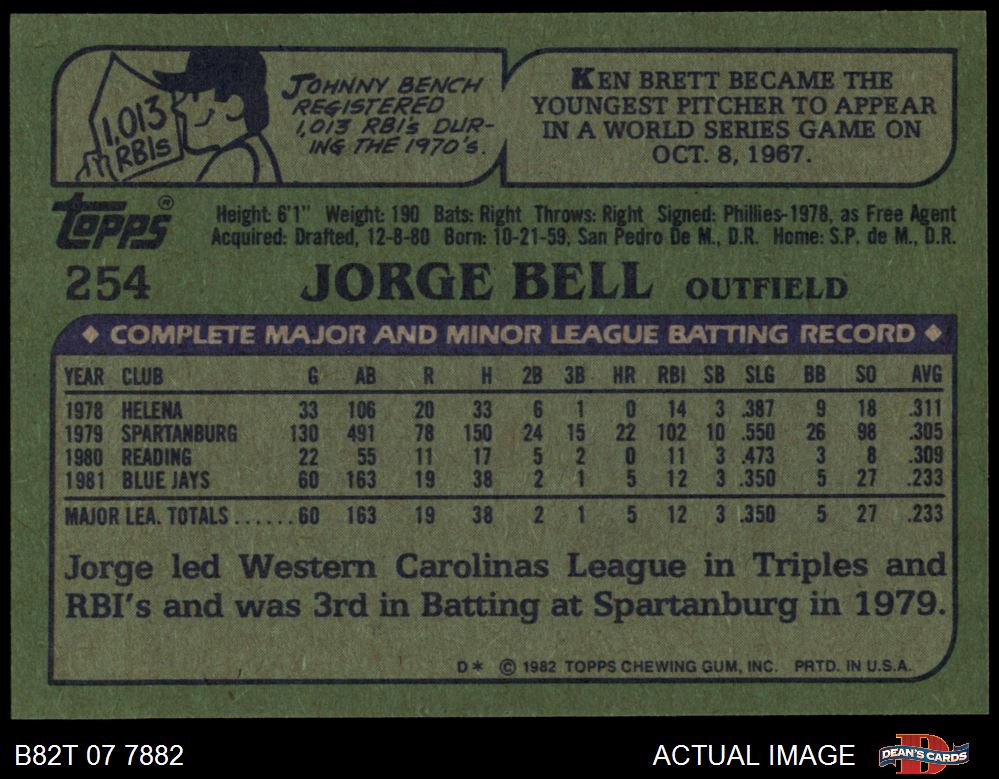 1,013
RBIs
JOHNNY BENCH
REGISTERED
1,013 RBI's DUR-
ING THE 1970's.
KEN BRETT BECAME THE
YOUNGEST PITCHER TO APPEAR
IN A WORLD SERIES GAME ON
OCT. 8, 1967.
Topps®
Height: 6'1" Weight: 190 Bats: Right Throws: Right Signed: Phillies-1978, as Free Agent
Acquired: Drafted, 12-8-80 Born: 10-21-59, San Pedro De M., D.R. Home: S.P. de M., D.R.
254 JORGE BELL OUTFIELD
◆ COMPLETE MAJOR AND MINOR LEAGUE BATTING RECORD ◆
YEAR CLUB G AB R H 2B 3B HR RBI SB SLG BB SO AVG
1978 HELENA 33 106 20 33 6 1 0 14 3 .387 9 18 .311
1979 SPARTANBURG 130 491 78 150 24 15 22 102 10 .550 26 98 .305
1980 READING 22 55 11 17 5 2 0 11 3 .473 3 8 .309
1981 BLUE JAYS 60 163 19 38 2 1 5 12 3 .350 5 27 .233
MAJOR LEA. TOTALS......60 163 19 38 2 1 5 12 3 .350 5 27 .233
Jorge led Western Carolinas League in Triples and
RBI's and was 3rd in Batting at Spartanburg in 1979.
D* © 1982 TOPPS CHEWING GUM, INC. PRTD. IN U.S.A.
B82T 07 7882 ACTUAL IMAGE DEAN'S CARDS